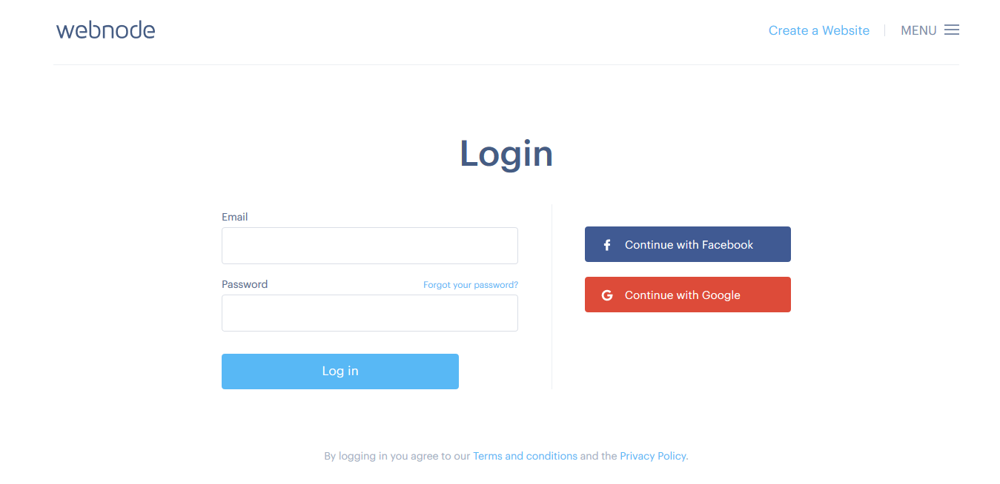 webnode
Create a Website
MENU
Login
Email
Password
Forgot your password?
Log in
Continue with Facebook
Continue with Google
By logging in you agree to our Terms and conditions and the Privacy Policy.